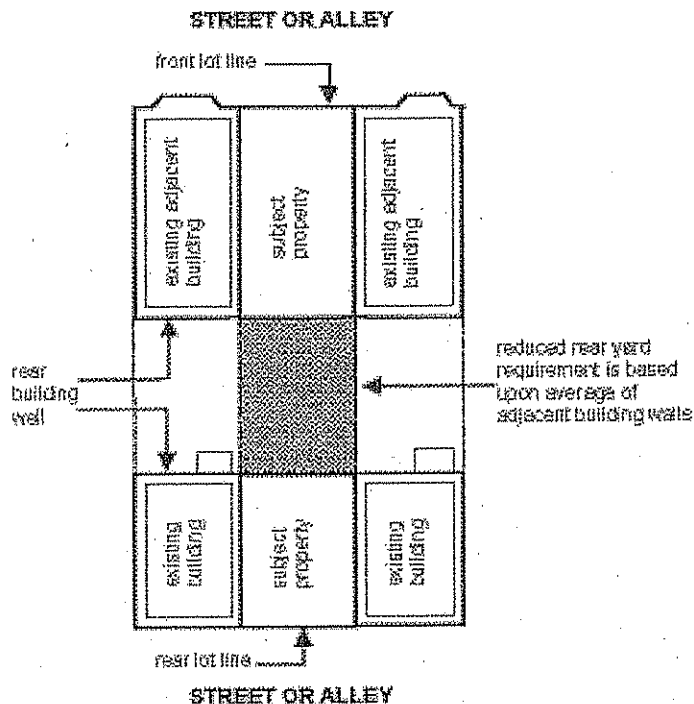 STREET OR ALLEY
front lot line
existing adjacent
building
subject
property
existing adjacent
building
rear
building
wall
reduced rear yard
requirement is based
upon average of
adjacent building walls
existing
building
subject
property
existing
building
rear lot line
STREET OR ALLEY